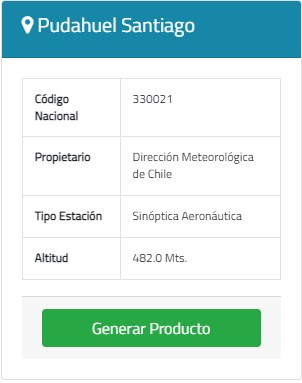 Pudahuel Santiago
Código
Nacional
330021
Propietario
Dirección Meteorológica
de Chile
Tipo Estación
Sinóptica Aeronáutica
Altitud
482.0 Mts.
Generar Producto